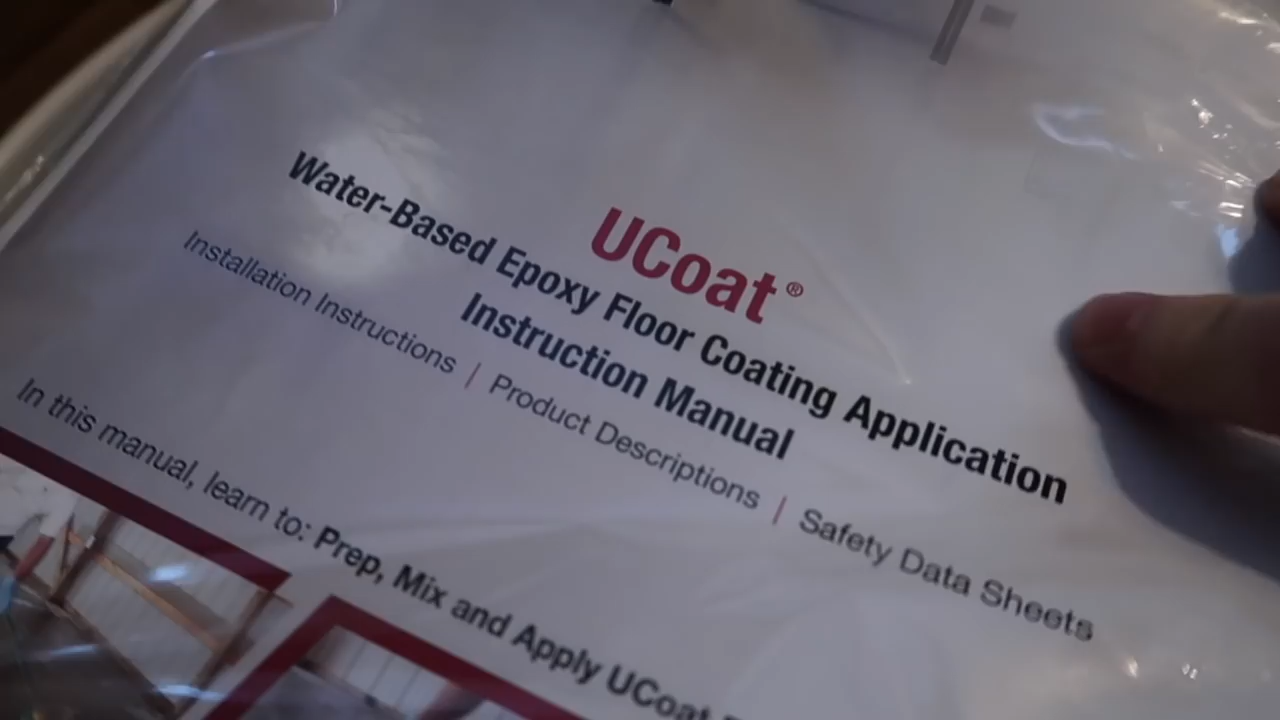 UCoat®
Water-Based Epoxy Floor Coating Application
Instruction Manual
Installation Instructions | Product Descriptions | Safety Data Sheets
In this manual, learn to: Prep, Mix and Apply UCoat